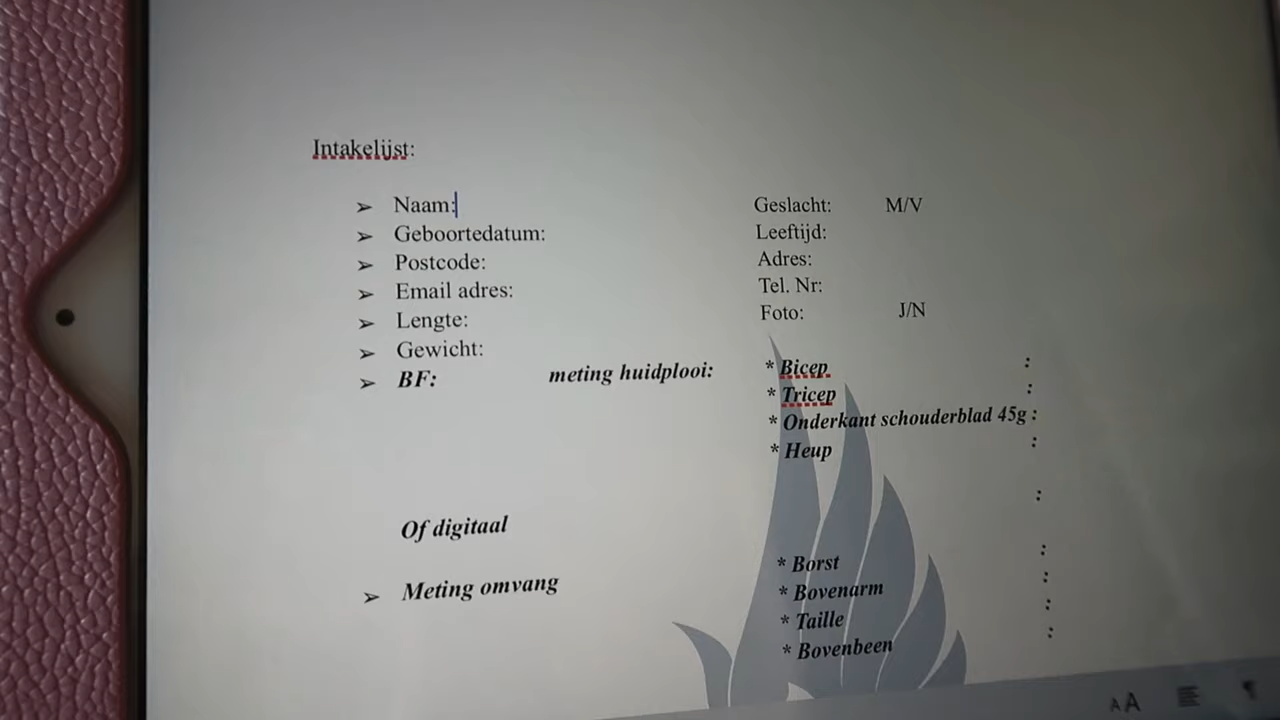 Intakelijst:
➢ Naam: Geslacht: M/V
➢ Geboortedatum: Leeftijd:
➢ Postcode: Adres:
➢ Email adres: Tel. Nr:
➢ Lengte: Foto: J/N
➢ Gewicht:
➢ BF: meting huidplooi: * Bicep :
* Tricep :
* Onderkant schouderblad 45g :
* Heup :
:
Of digitaal
* Borst :
➢ Meting omvang * Bovenarm :
* Taille :
* Bovenbeen :
AA